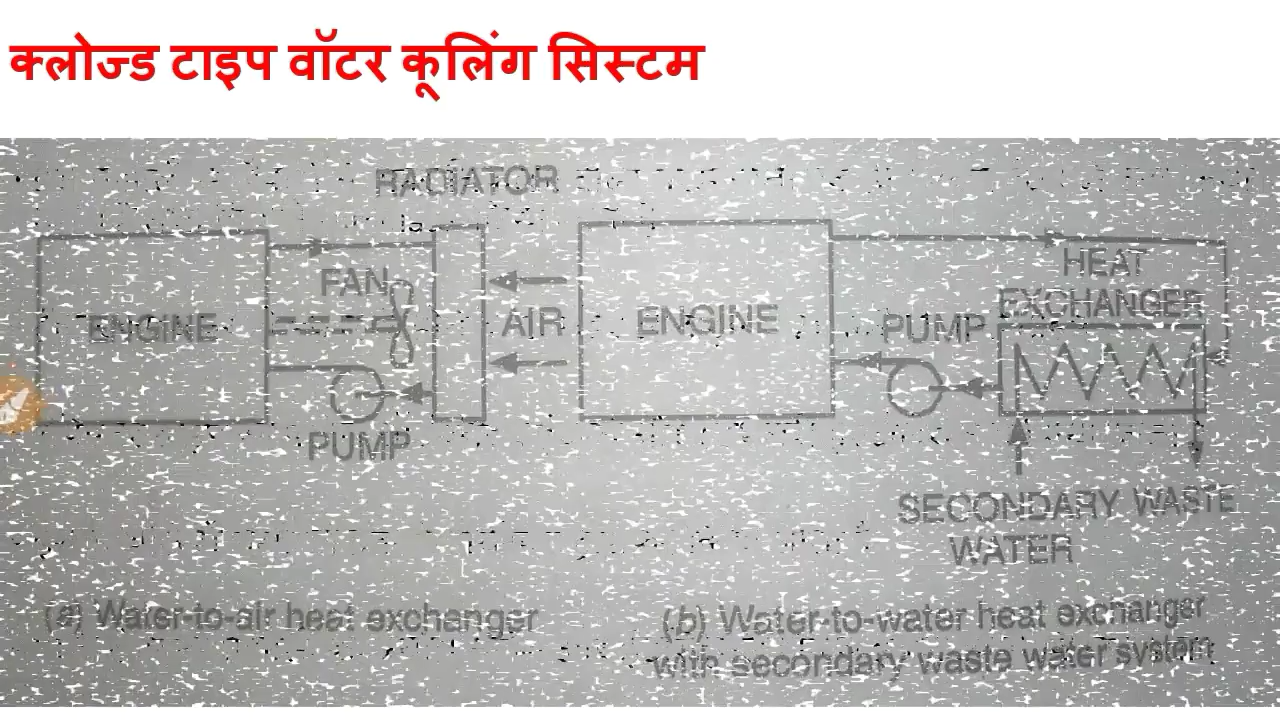 क्लोज्ड टाइप वॉटर कूलिंग सिस्टम
RADIATOR
FAN
ENGINE
AIR
PUMP
ENGINE
PUMP
HEAT
EXCHANGER
SECONDARY WASTE
WATER
(a) Water-to-air heat exchanger
(b) Water-to-water heat exchanger
with secondary waste water system